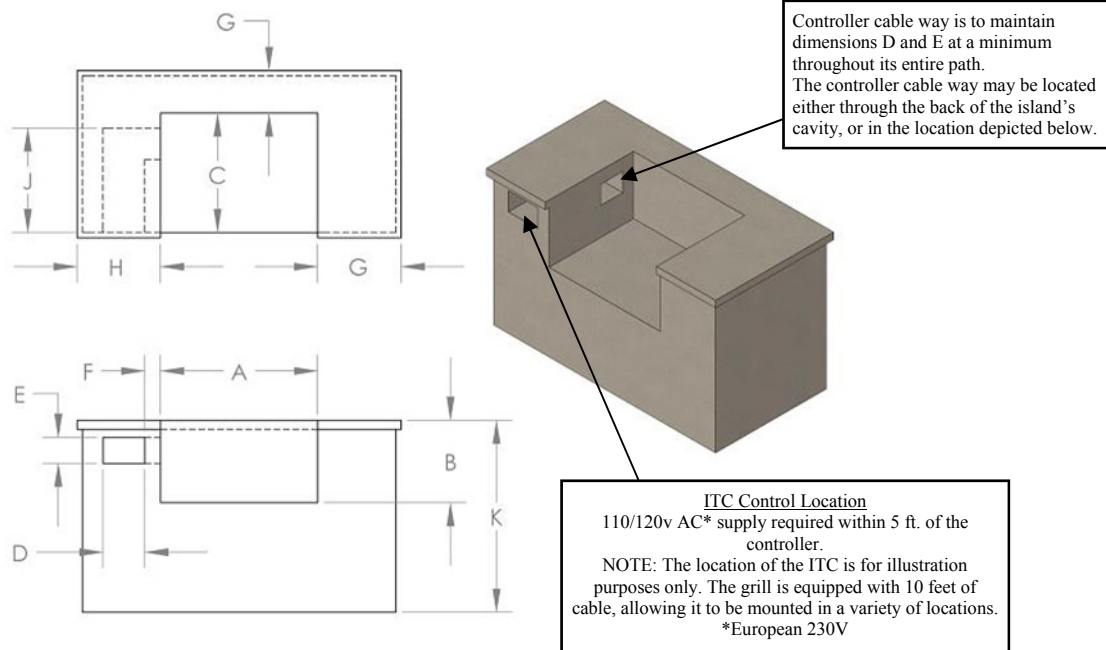 G
Controller cable way is to maintain
dimensions D and E at a minimum
throughout its entire path.
The controller cable way may be located
either through the back of the island’s
cavity, or in the location depicted below.
J
C
H
G
F
A
E
B
K
D
ITC Control Location
110/120v AC* supply required within 5 ft. of the
controller.
NOTE: The location of the ITC is for illustration
purposes only. The grill is equipped with 10 feet of
cable, allowing it to be mounted in a variety of locations.
*European 230V